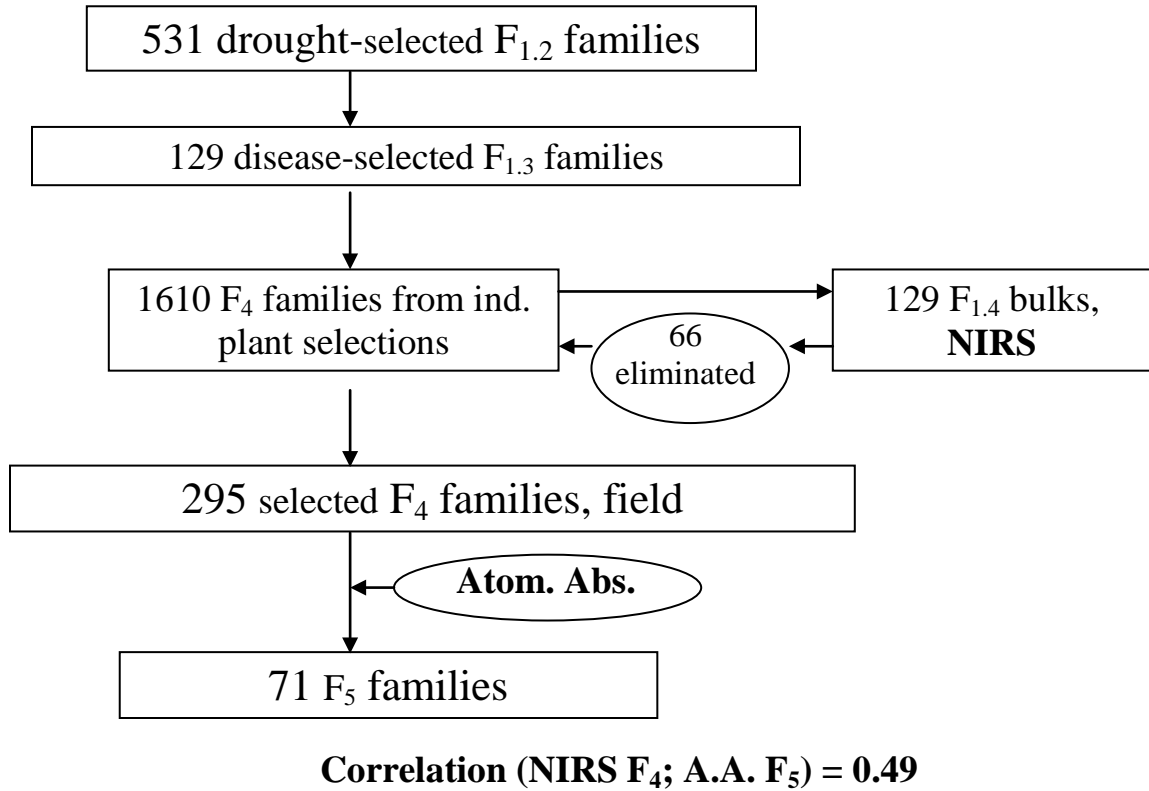 531 drought-selected F1.2 families
129 disease-selected F1.3 families
1610 F4 families from ind.
plant selections
129 F1.4 bulks,
NIRS
66
eliminated
295 selected F4 families, field
Atom. Abs.
71 F5 families
Correlation (NIRS F4; A.A. F5) = 0.49